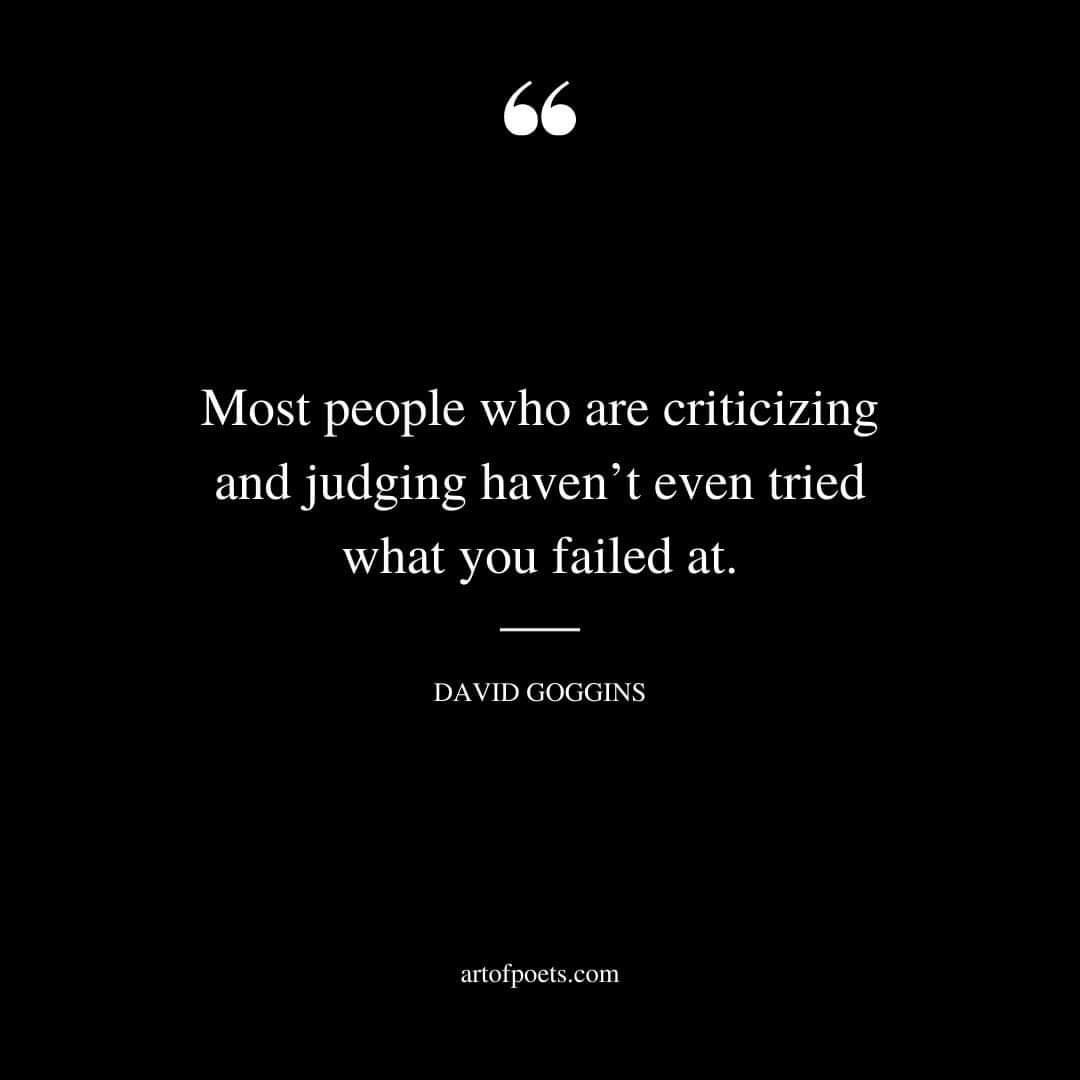 “
Most people who are criticizing
and judging haven’t even tried
what you failed at.
DAVID GOGGINS
artofpoets.com